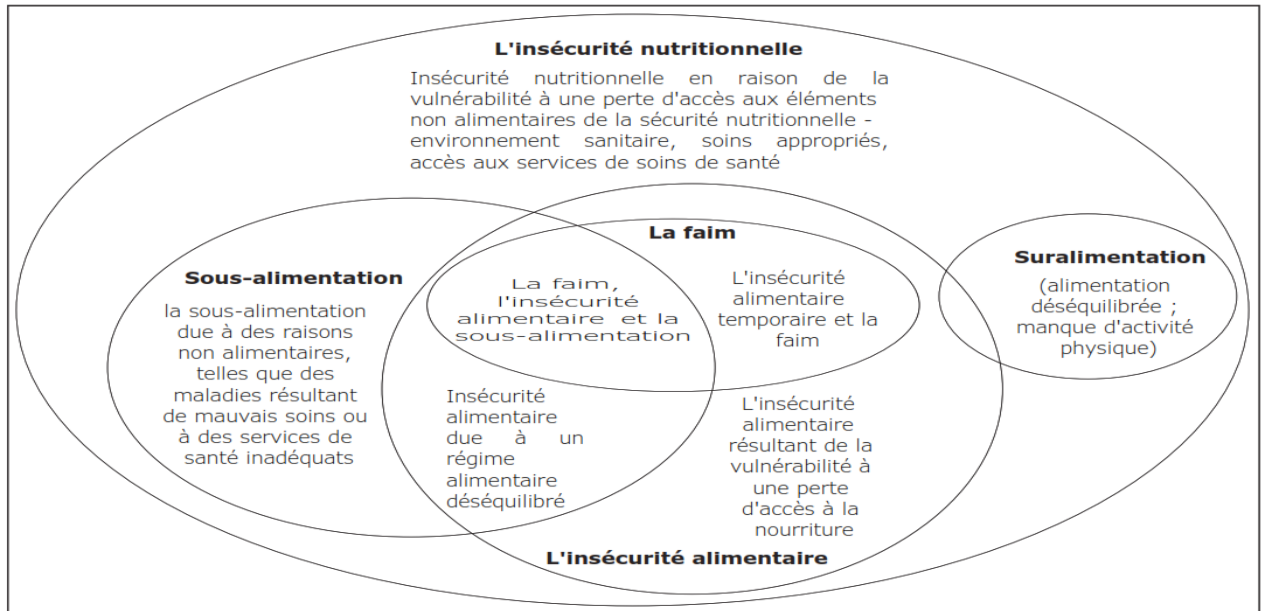 L'insécurité nutritionnelle
Insécurité nutritionnelle en raison de la
vulnérabilité à une perte d'accès aux éléments
non alimentaires de la sécurité nutritionnelle -
environnement sanitaire, soins appropriés,
accès aux services de soins de santé
La faim
Sous-alimentation
la sous-alimentation
due à des raisons
non alimentaires,
telles que des
maladies résultant
de mauvais soins ou
à des services de
santé inadéquats
La faim,
l'insécurité
alimentaire et la
sous-alimentation
L'insécurité
alimentaire
temporaire et la
faim
Suralimentation
(alimentation
déséquilibrée ;
manque d'activité
physique)
Insécurité
alimentaire
due à un
régime
alimentaire
déséquilibré
L'insécurité
alimentaire
résultant de la
vulnérabilité à
une perte
d'accès à la
nourriture
L'insécurité alimentaire